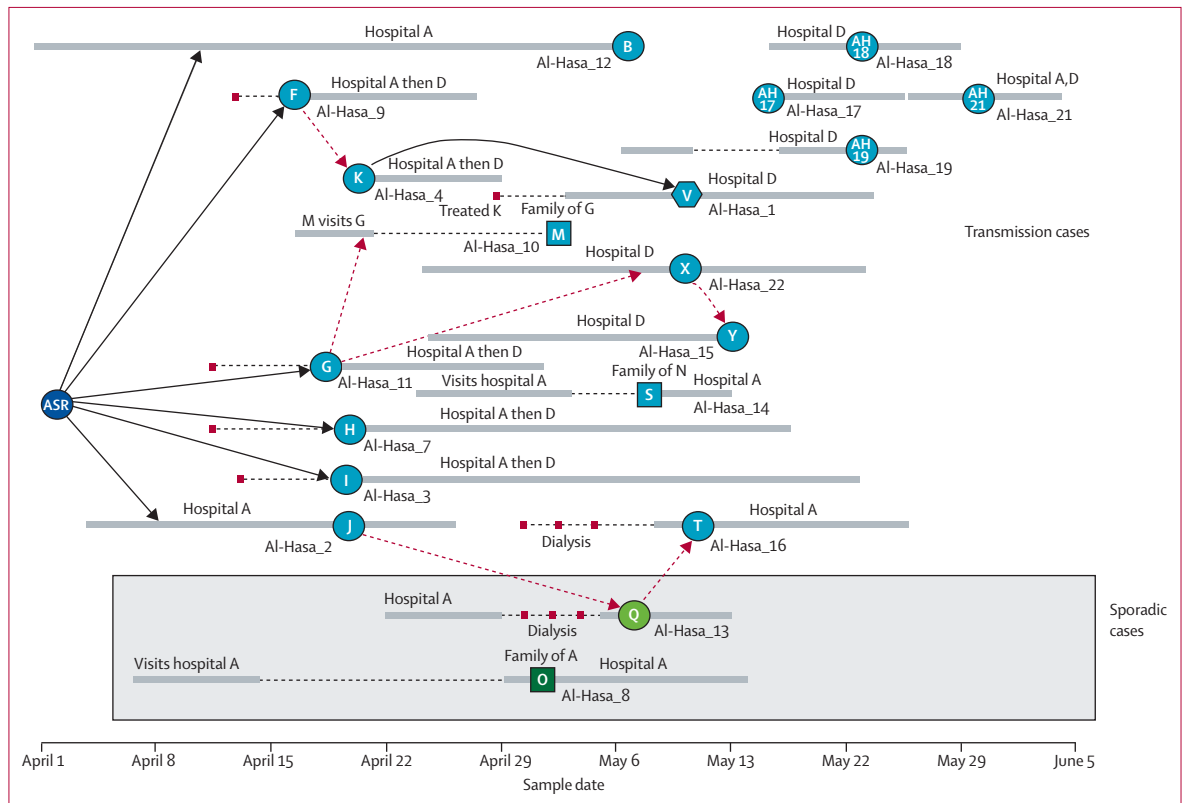 Hospital A
B
Al-Hasa_12
Hospital D
AH
18
Al-Hasa_18
F
Hospital A then D
Al-Hasa_9
AH
17
Hospital D
Al-Hasa_17
AH
21
Hospital A,D
Al-Hasa_21
Hospital D
AH
19
Al-Hasa_19
K
Hospital A then D
Al-Hasa_4
Treated K
V
Hospital D
Al-Hasa_1
M visits G
Family of G
Al-Hasa_10
M
Transmission cases
Hospital D
X
Al-Hasa_22
Hospital D
Al-Hasa_15
Y
G
Hospital A then D
Al-Hasa_11
Visits hospital A
Family of N
S
Hospital A
Al-Hasa_14
ASR
H
Hospital A then D
Al-Hasa_7
I
Hospital A then D
Al-Hasa_3
Hospital A
J
Al-Hasa_2
Dialysis
T
Hospital A
Al-Hasa_16
Hospital A
Dialysis
Q
Al-Hasa_13
Sporadic
cases
Visits hospital A
Family of A
O
Hospital A
Al-Hasa_8
April 1 April 8 April 15 April 22 April 29 May 6 May 13 May 22 May 29 June 5
Sample date